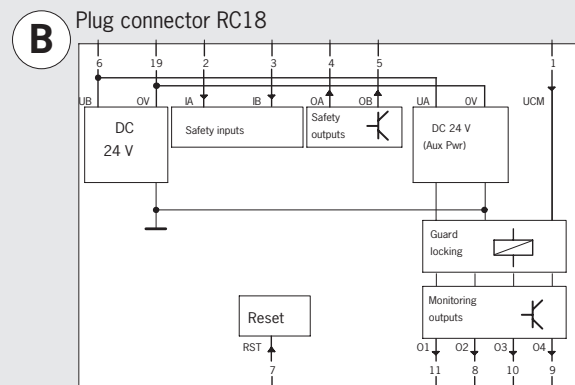 B
Plug connector RC18
6 19 2 3 4 5 1
UB 0V IA IB OA OB UA 0V UCM
DC
24 V
Safety inputs
Safety
outputs
DC 24 V
(Aux Pwr)
Guard
locking
Monitoring
outputs
Reset
RST
7
O1 O2 O3 O4
11 8 10 9